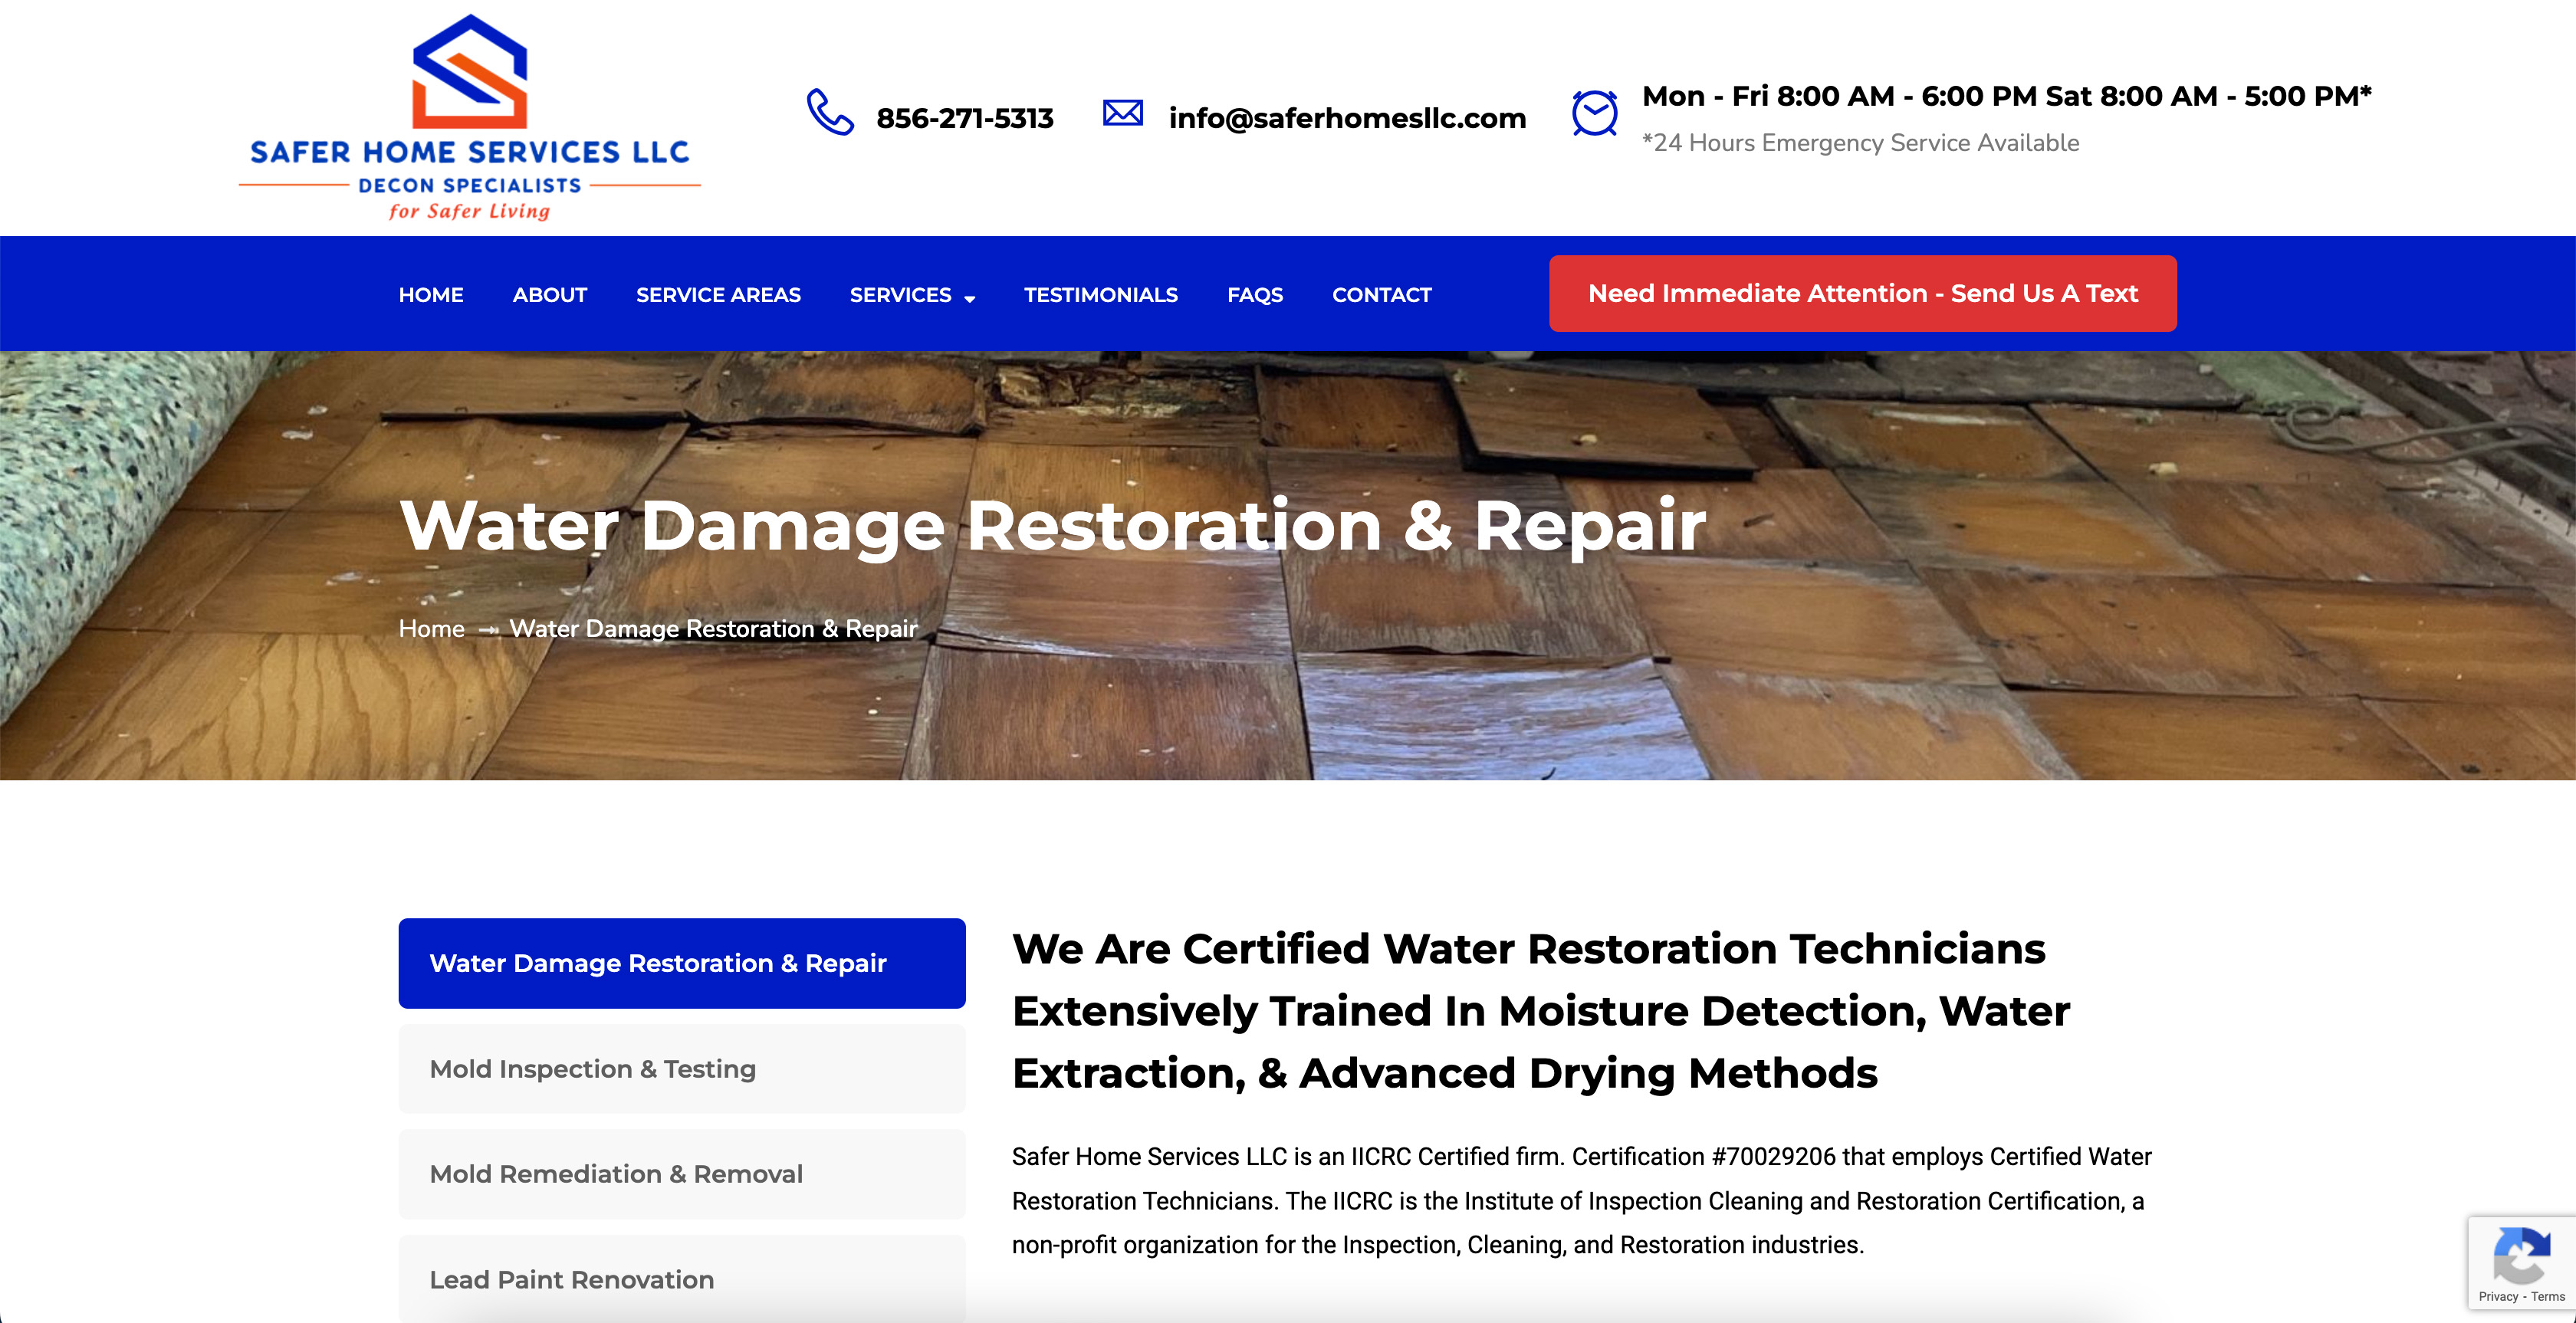 SAFER HOME SERVICES LLC
DECON SPECIALISTS
for Safer Living
856-271-5313
info@saferhomesllc.com
Mon - Fri 8:00 AM - 6:00 PM Sat 8:00 AM - 5:00 PM*
*24 Hours Emergency Service Available
HOME
ABOUT
SERVICE AREAS
SERVICES
TESTIMONIALS
FAQS
CONTACT
Need Immediate Attention - Send Us A Text
Water Damage Restoration & Repair
Home
Water Damage Restoration & Repair
Water Damage Restoration & Repair
Mold Inspection & Testing
Mold Remediation & Removal
Lead Paint Renovation
We Are Certified Water Restoration Technicians
Extensively Trained In Moisture Detection, Water
Extraction, & Advanced Drying Methods
Safer Home Services LLC is an IICRC Certified firm. Certification #70029206 that employs Certified Water
Restoration Technicians. The IICRC is the Institute of Inspection Cleaning and Restoration Certification, a
non-profit organization for the Inspection, Cleaning, and Restoration industries.
Privacy - Terms